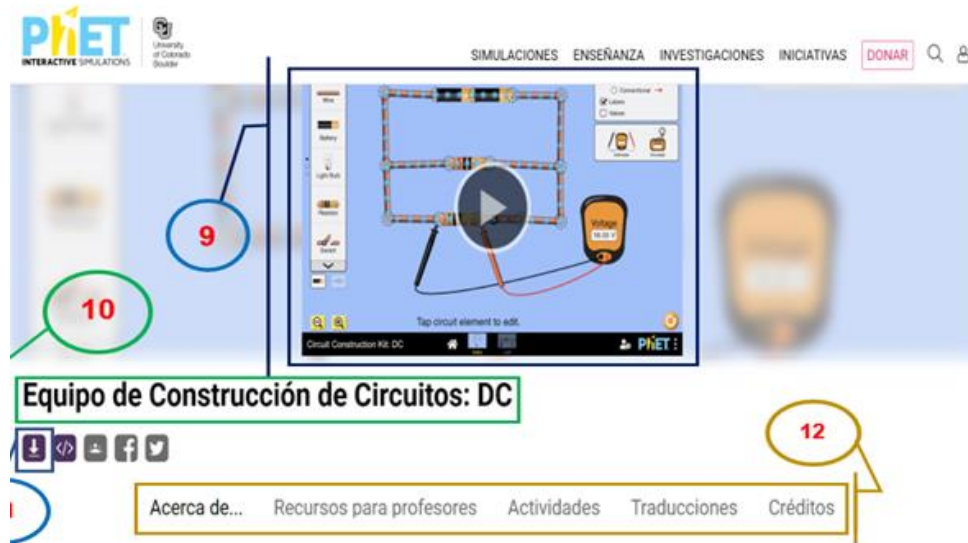 PhET
INTERACTIVE SIMULATIONS
University
of Colorado
Boulder
SIMULACIONES ENSEÑANZA INVESTIGACIONES INICIATIVAS DONAR
Wire
Battery
Light Bulb
Resistor
Switch
Conventional
Labels
Values
Voltage
Tap circuit element to edit.
Circuit Construction Kit: DC
PhET
9
10
Equipo de Construcción de Circuitos: DC
12
Acerca de... Recursos para profesores Actividades Traducciones Créditos